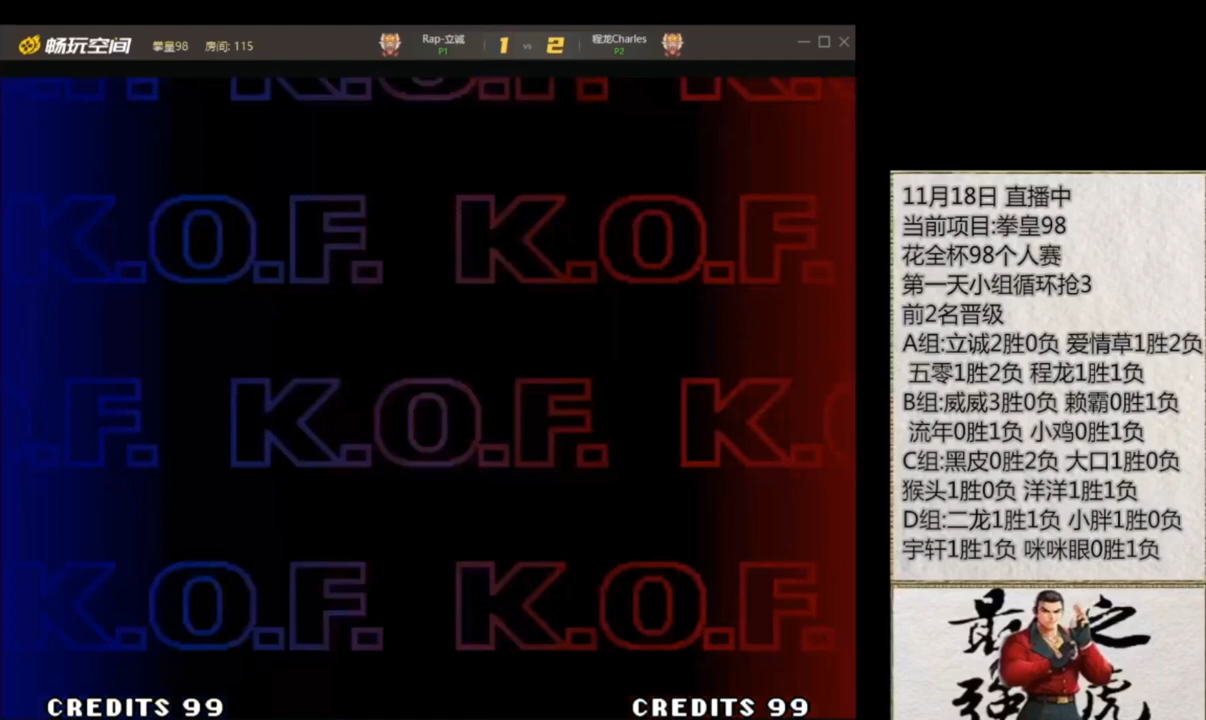 畅玩空间 拳皇98 房间: 115 Rap-立诚 P1 1 vs 2 程龙Charles P2
K.O.F. K.O.F. K.
K.O.F. K.O.F.
.F. K.O.F. K.O
K.O.F. K.O.F.
CREDITS 99 CREDITS 99
11月18日 直播中
当前项目:拳皇98
花全杯98个人赛
第一天小组循环抢3
前2名晋级
A组:立诚2胜0负 爱情草1胜2负
五零1胜2负 程龙1胜1负
B组:威威3胜0负 赖霸0胜1负
流年0胜1负 小鸡0胜1负
C组:黑皮0胜2负 大口1胜0负
猴头1胜0负 洋洋1胜1负
D组:二龙1胜1负 小胖1胜0负
宇轩1胜1负 咪咪眼0胜1负
最 之
强 虎